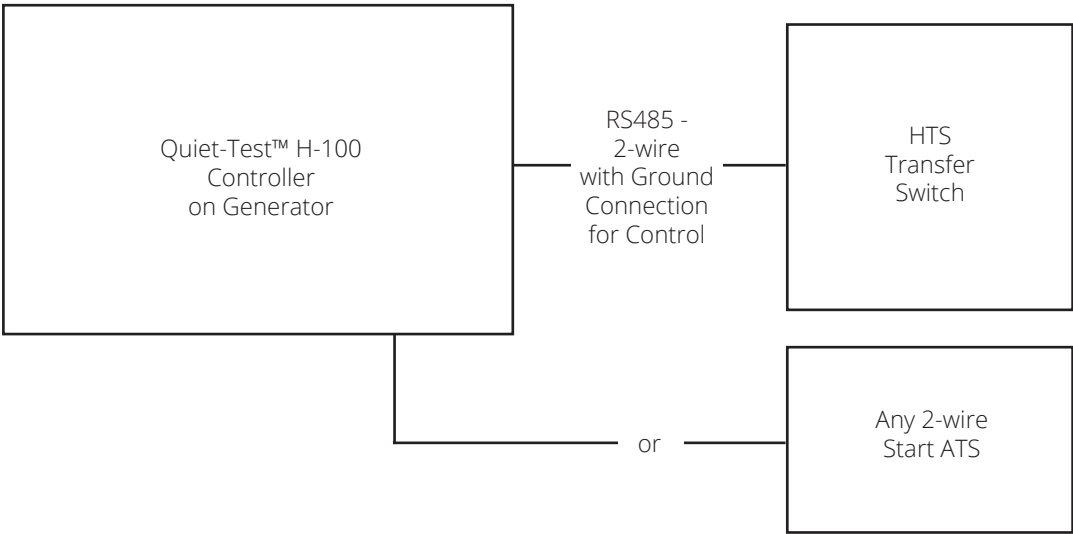 Quiet-Test™ H-100
Controller
on Generator
RS485 -
2-wire
with Ground
Connection
for Control
HTS
Transfer
Switch
or
Any 2-wire
Start ATS